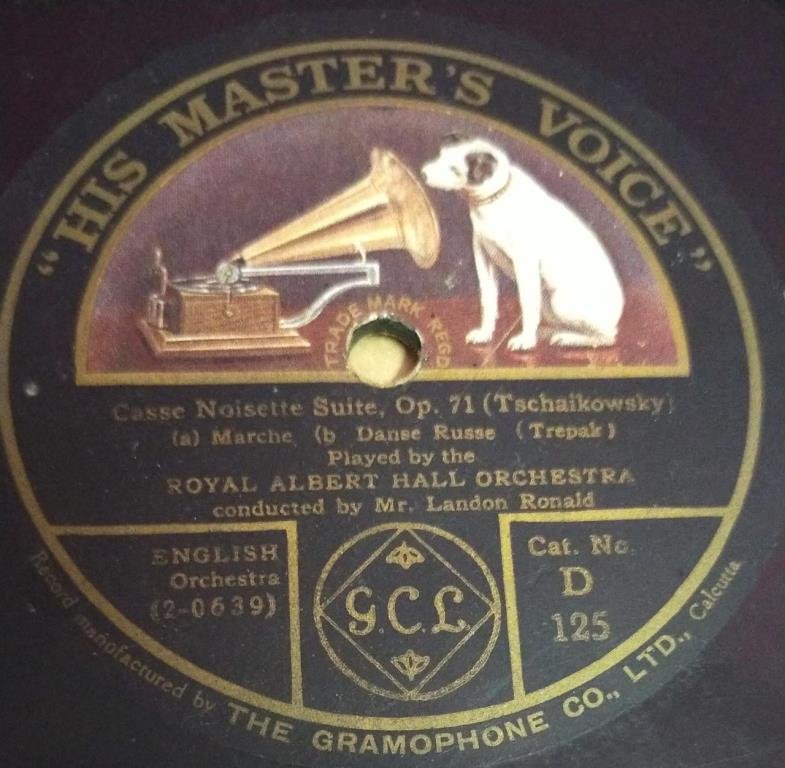 "HIS MASTER'S VOICE"
TRADE MARK REGD
Casse Noisette Suite, Op. 71 (Tschaikowsky)
(a) Marche (b Danse Russe (Trepak)
Played by the
ROYAL ALBERT HALL ORCHESTRA
conducted by Mr. Landon Ronald
ENGLISH
Orchestra
(2-0639)
G.C.L.
Cat. No.
D
125
Record manufactured by THE GRAMOPHONE CO., LTD., Calcutta